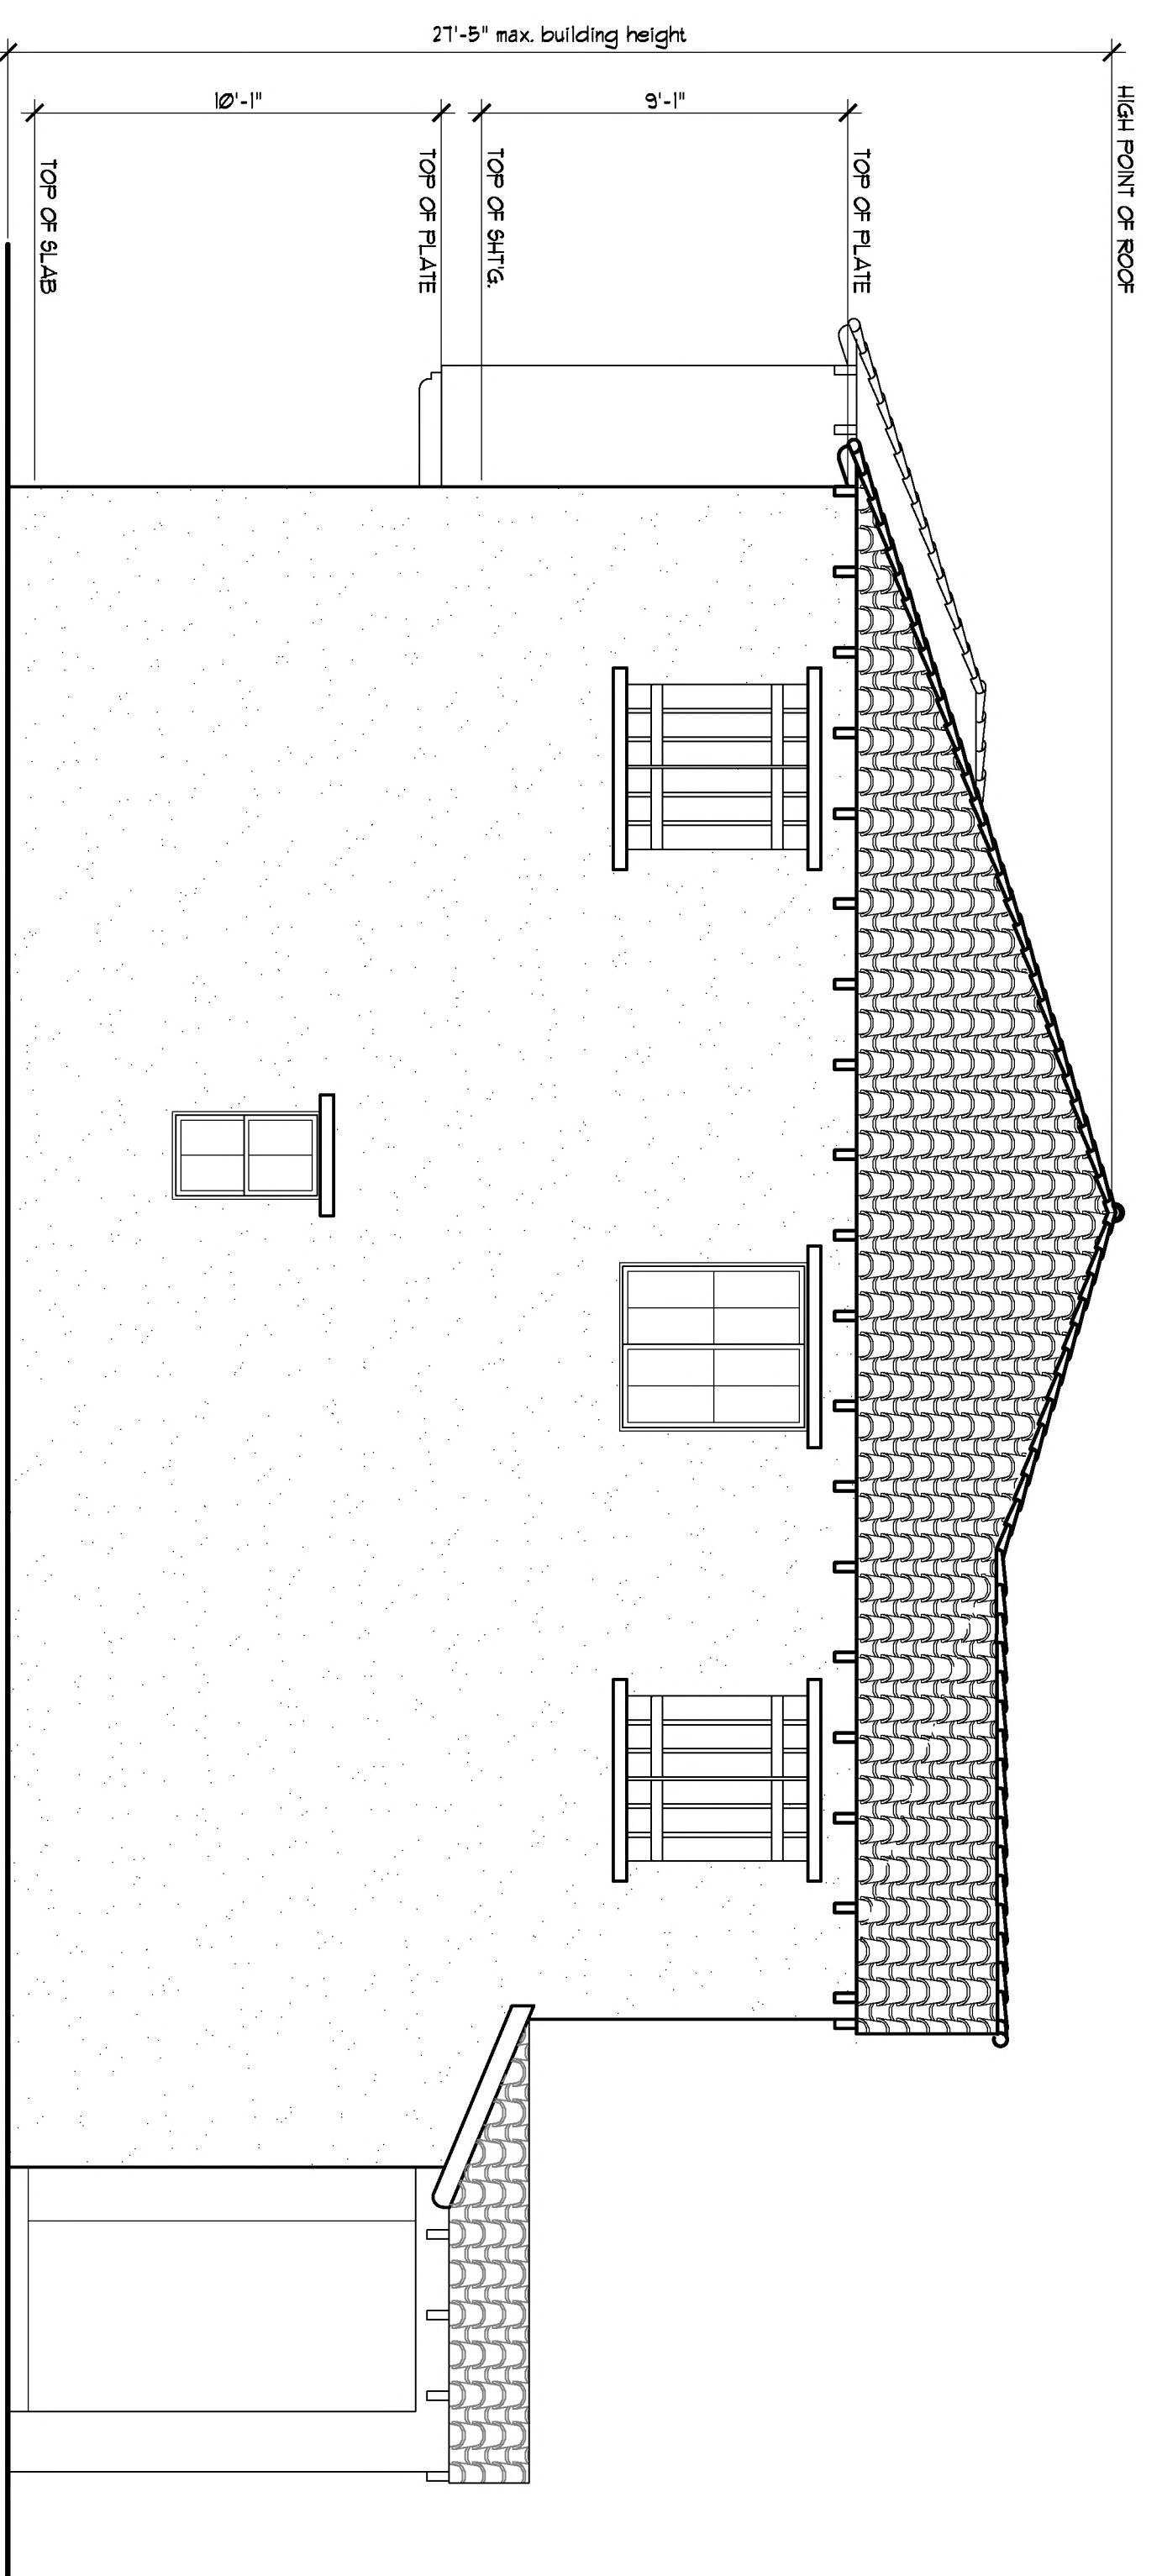 27'-5" max. building height
10'-1"
9'-1"
HIGH POINT OF ROOF
TOP OF PLATE
TOP OF SHT'G.
TOP OF PLATE
TOP OF SLAB